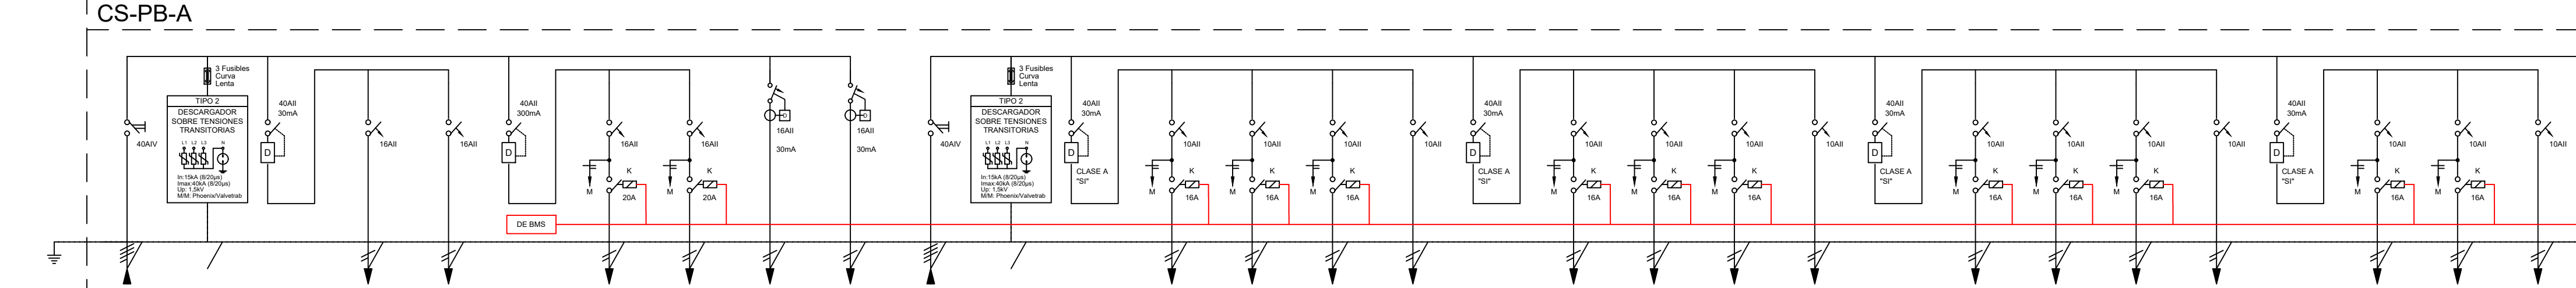 CS-PB-A
40AIV
3 Fusibles
Curva
Lenta
TIPO 2
DESCARGADOR
SOBRE TENSIONES
TRANSITORIAS
L1 L2 L3 N
In:15kA (8/20µs)
Imax:40kA (8/20µs)
Up: 1,5kV
M/M: Phoenix/Valvetrab
40AII
30mA
D
16AII
16AII
40AII
300mA
D
16AII
M
K
20A
16AII
M
K
20A
D
16AII
30mA
D
16AII
30mA
DE BMS
40AIV
3 Fusibles
Curva
Lenta
TIPO 2
DESCARGADOR
SOBRE TENSIONES
TRANSITORIAS
L1 L2 L3 N
In:15kA (8/20µs)
Imax:40kA (8/20µs)
Up: 1,5kV
M/M: Phoenix/Valvetrab
40AII
30mA
D
CLASE A
"SI"
10AII
M
K
16A
10AII
M
K
16A
10AII
M
K
16A
10AII
40AII
30mA
D
CLASE A
"SI"
10AII
M
K
16A
10AII
M
K
16A
10AII
M
K
16A
10AII
40AII
30mA
D
CLASE A
"SI"
10AII
M
K
16A
10AII
M
K
16A
10AII
M
K
16A
10AII
40AII
30mA
D
CLASE A
"SI"
10AII
M
K
16A
10AII
M
K
16A
10AII